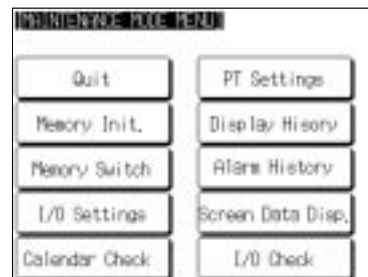 MAINTENANCE MODE MENU
Quit
PT Settings
Memory Init.
Display Hisory
Memory Switch
Alarm History
I/O Settings
Screen Data Disp.
Calendar Check
I/O Check